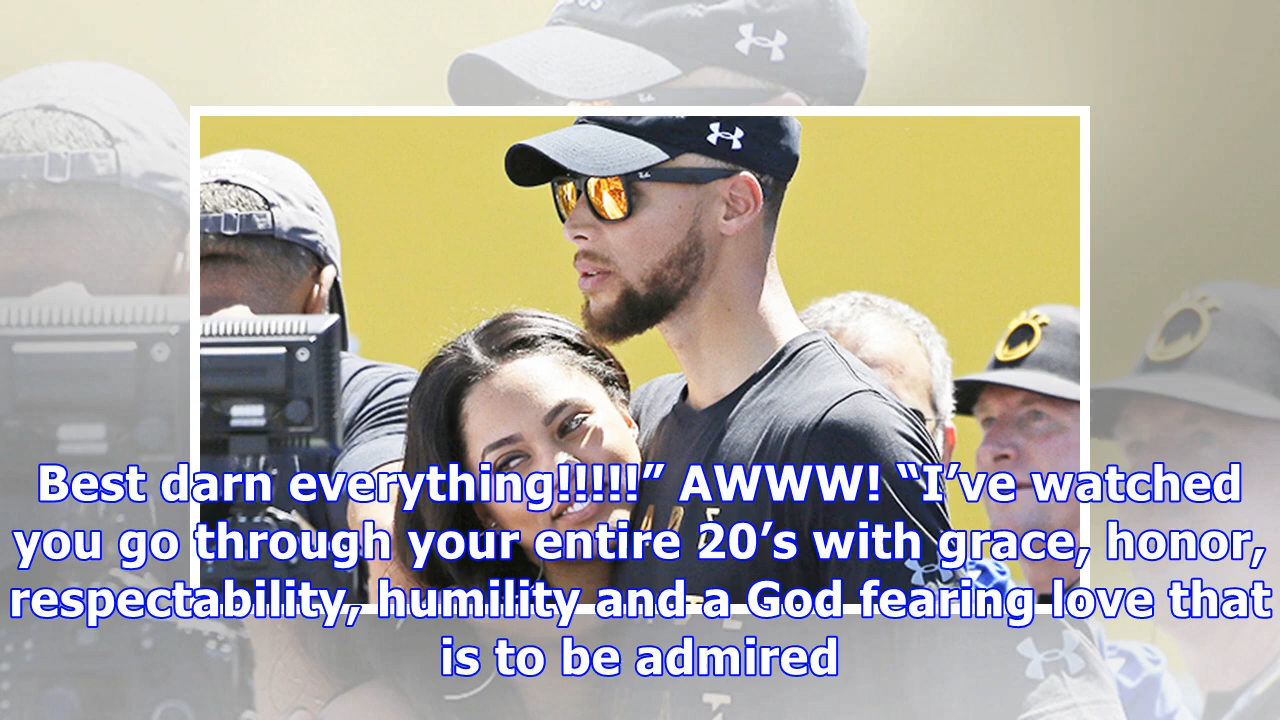 Best darn everything!!!!!” AWWW! “I’ve watched
you go through your entire 20’s with grace, honor,
respectability, humility and a God fearing love that
is to be admired